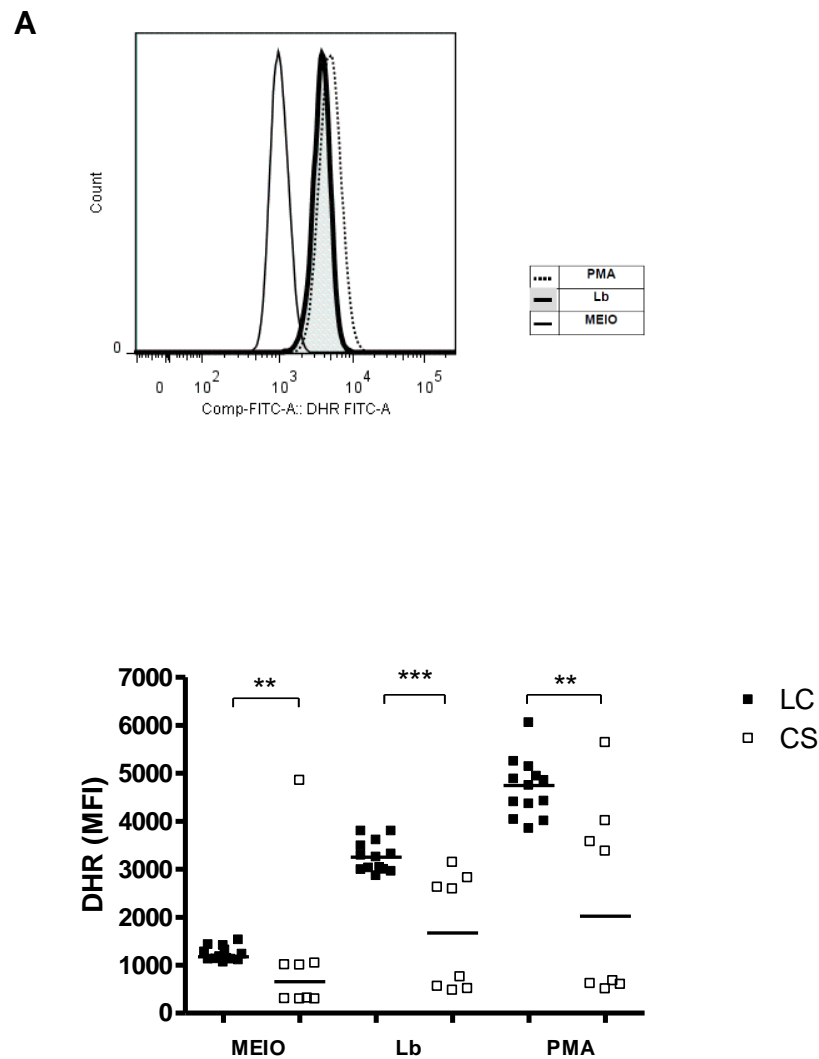 A
Count
0
0 10^2 10^3 10^4 10^5
Comp-FITC-A:: DHR FITC-A
PMA
Lb
MEIO
7000
6000
5000
4000
3000
2000
1000
0
DHR (MFI)
** *** **
LC
CS
MEIO Lb PMA